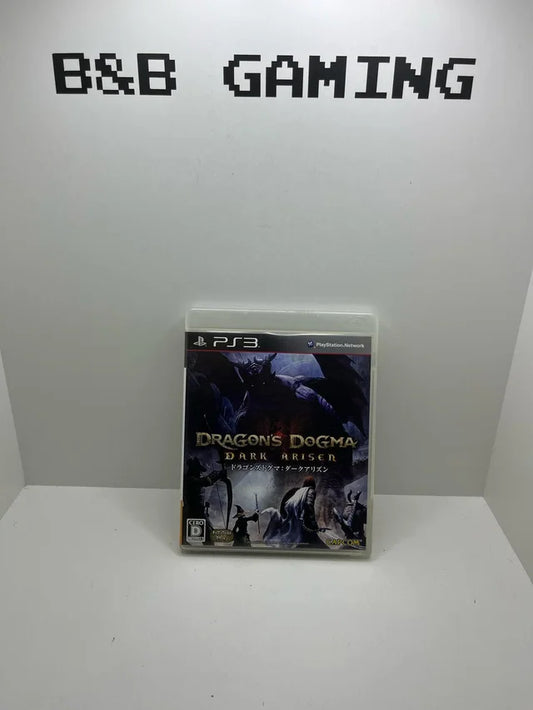 B&B GAMING
PS3
PlayStation.Network
DRAGON'S DOGMA
DARK ARISEN
ドラゴンズドグマ：ダークアリズン
CERO
D
CAPCOM